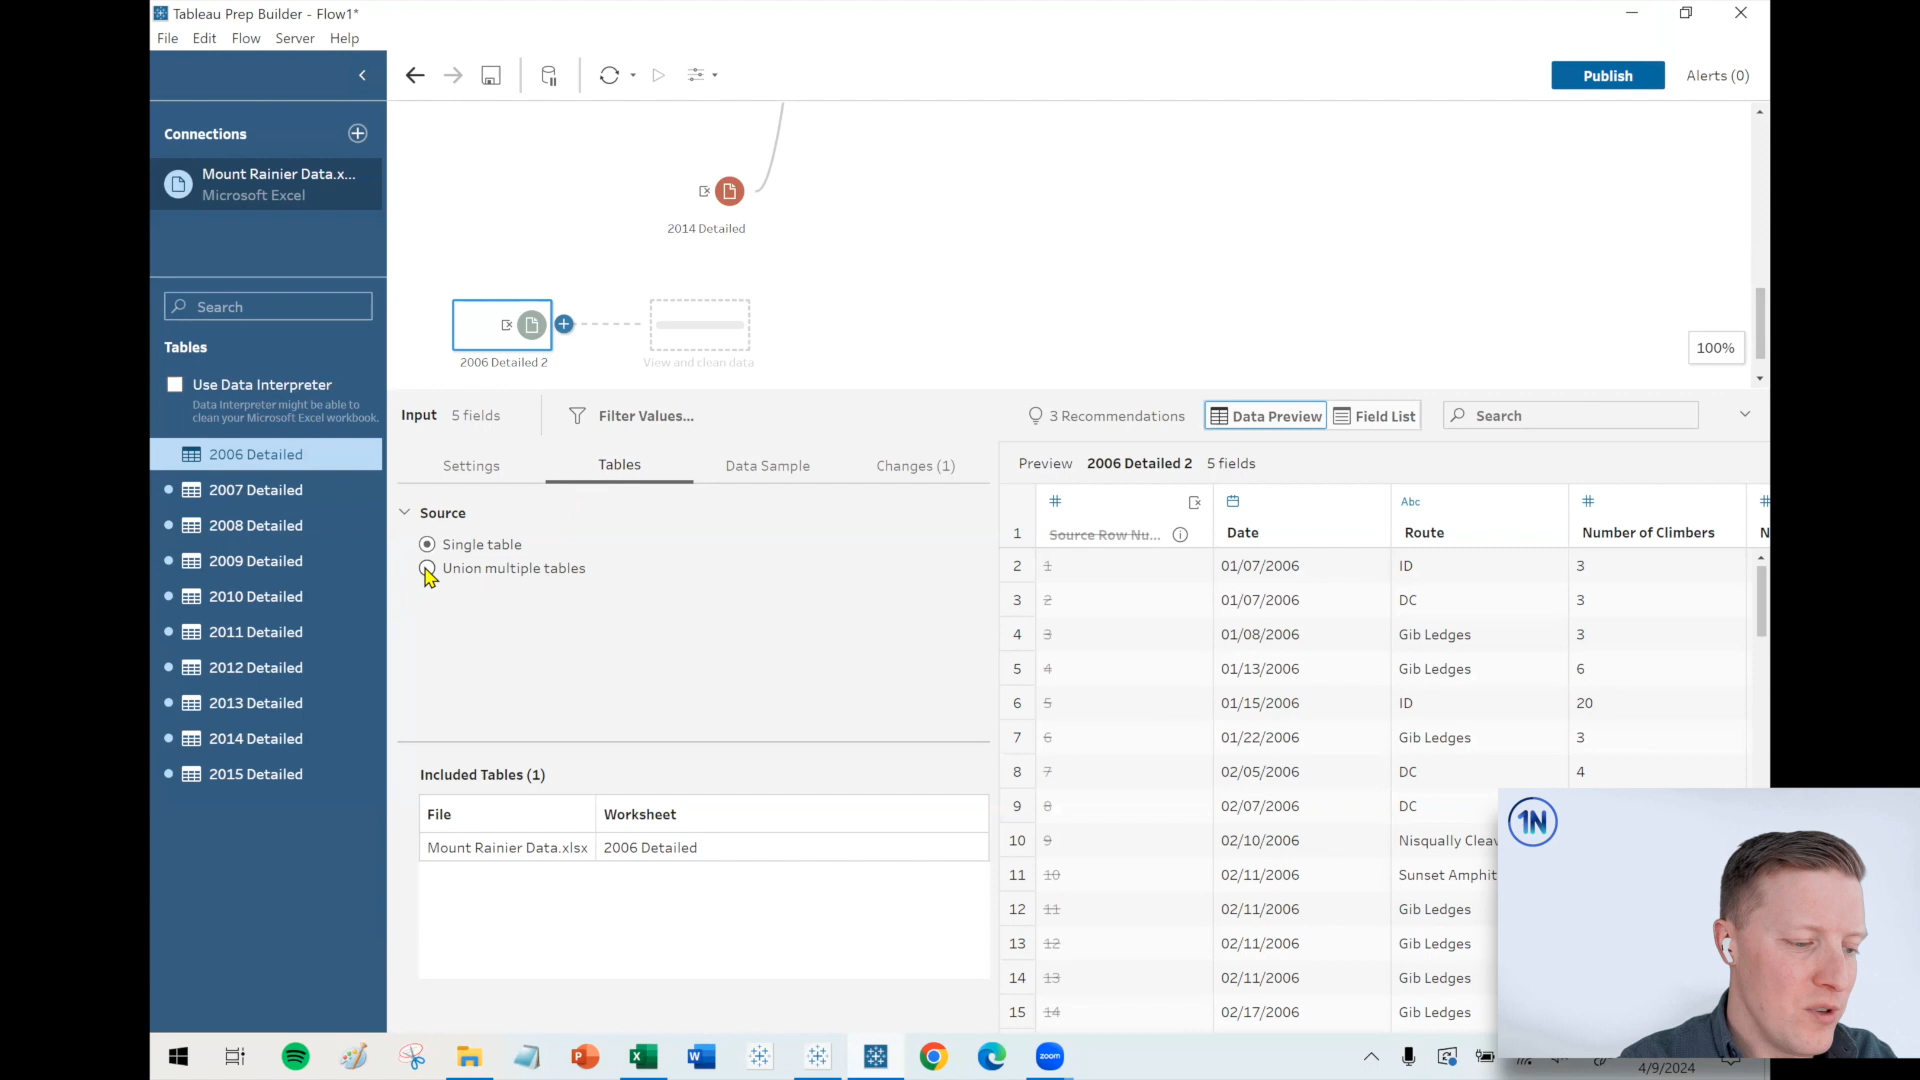 Tableau Prep Builder - Flow1*
File Edit Flow Server Help
Publish Alerts (0)
Connections
Mount Rainier Data.x...
Microsoft Excel
Search
Tables
Use Data Interpreter
Data Interpreter might be able to
clean your Microsoft Excel workbook.
2006 Detailed
2007 Detailed
2008 Detailed
2009 Detailed
2010 Detailed
2011 Detailed
2012 Detailed
2013 Detailed
2014 Detailed
2015 Detailed
2014 Detailed
2006 Detailed 2 View and clean data
100%
Input 5 fields Filter Values... 3 Recommendations Data Preview Field List Search
Settings Tables Data Sample Changes (1)
Source
Single table
Union multiple tables
Included Tables (1)
File Worksheet
Mount Rainier Data.xlsx 2006 Detailed
Preview 2006 Detailed 2 5 fields
Abc
1 Source Row Nu... Date Route Number of Climbers N
2 1 01/07/2006 ID 3
3 2 01/07/2006 DC 3
4 3 01/08/2006 Gib Ledges 3
5 4 01/13/2006 Gib Ledges 6
6 5 01/15/2006 ID 20
7 6 01/22/2006 Gib Ledges 3
8 7 02/05/2006 DC 4
9 8 02/07/2006 DC
10 9 02/10/2006 Nisqually Cleav
11 10 02/11/2006 Sunset Amphit
12 11 02/11/2006 Gib Ledges
13 12 02/11/2006 Gib Ledges
14 13 02/11/2006 Gib Ledges
15 14 02/17/2006 Gib Ledges
1N
zoom
4/9/2024